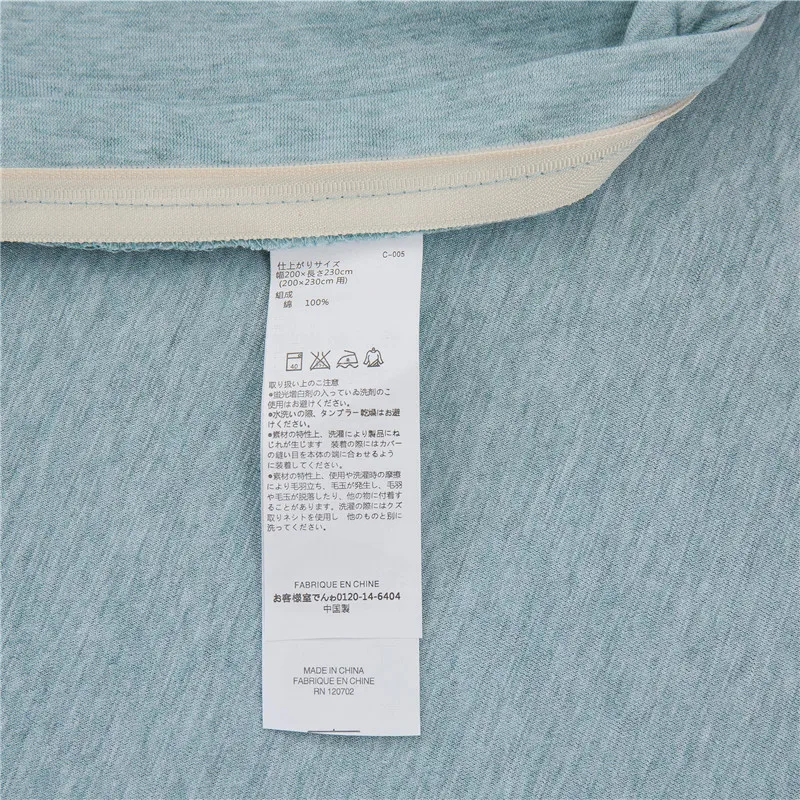 C-005
仕上がりサイズ
幅200×長さ230cm
(200×230cm 用)
組成
綿 100%
40
取り扱い上のご注意
●蛍光増白剤の入っていゐ洗剤のこ
使用はお避けください。
●水洗いの際、タンブラー乾燥はお避
けください。
●素材の特性上、洗濯により製品にね
じれが生じます 装着の際にはカバー
の縫い目を本体の端に合わせるよう
に装着してください。
●素材の特性上、使用や洗濯時の摩擦
により毛羽立ち、毛玉が発生し、毛羽
や毛玉が脱落したり、他の物に付着す
ることがあります。洗濯の際にはクズ
取りネシトを使用し 他のものと別に
洗ってください。
FABRIQUE EN CHINE
お客様室でんゎ0120-14-6404
中国製
MADE IN CHINA
FABRIQUE EN CHINE
RN 120702